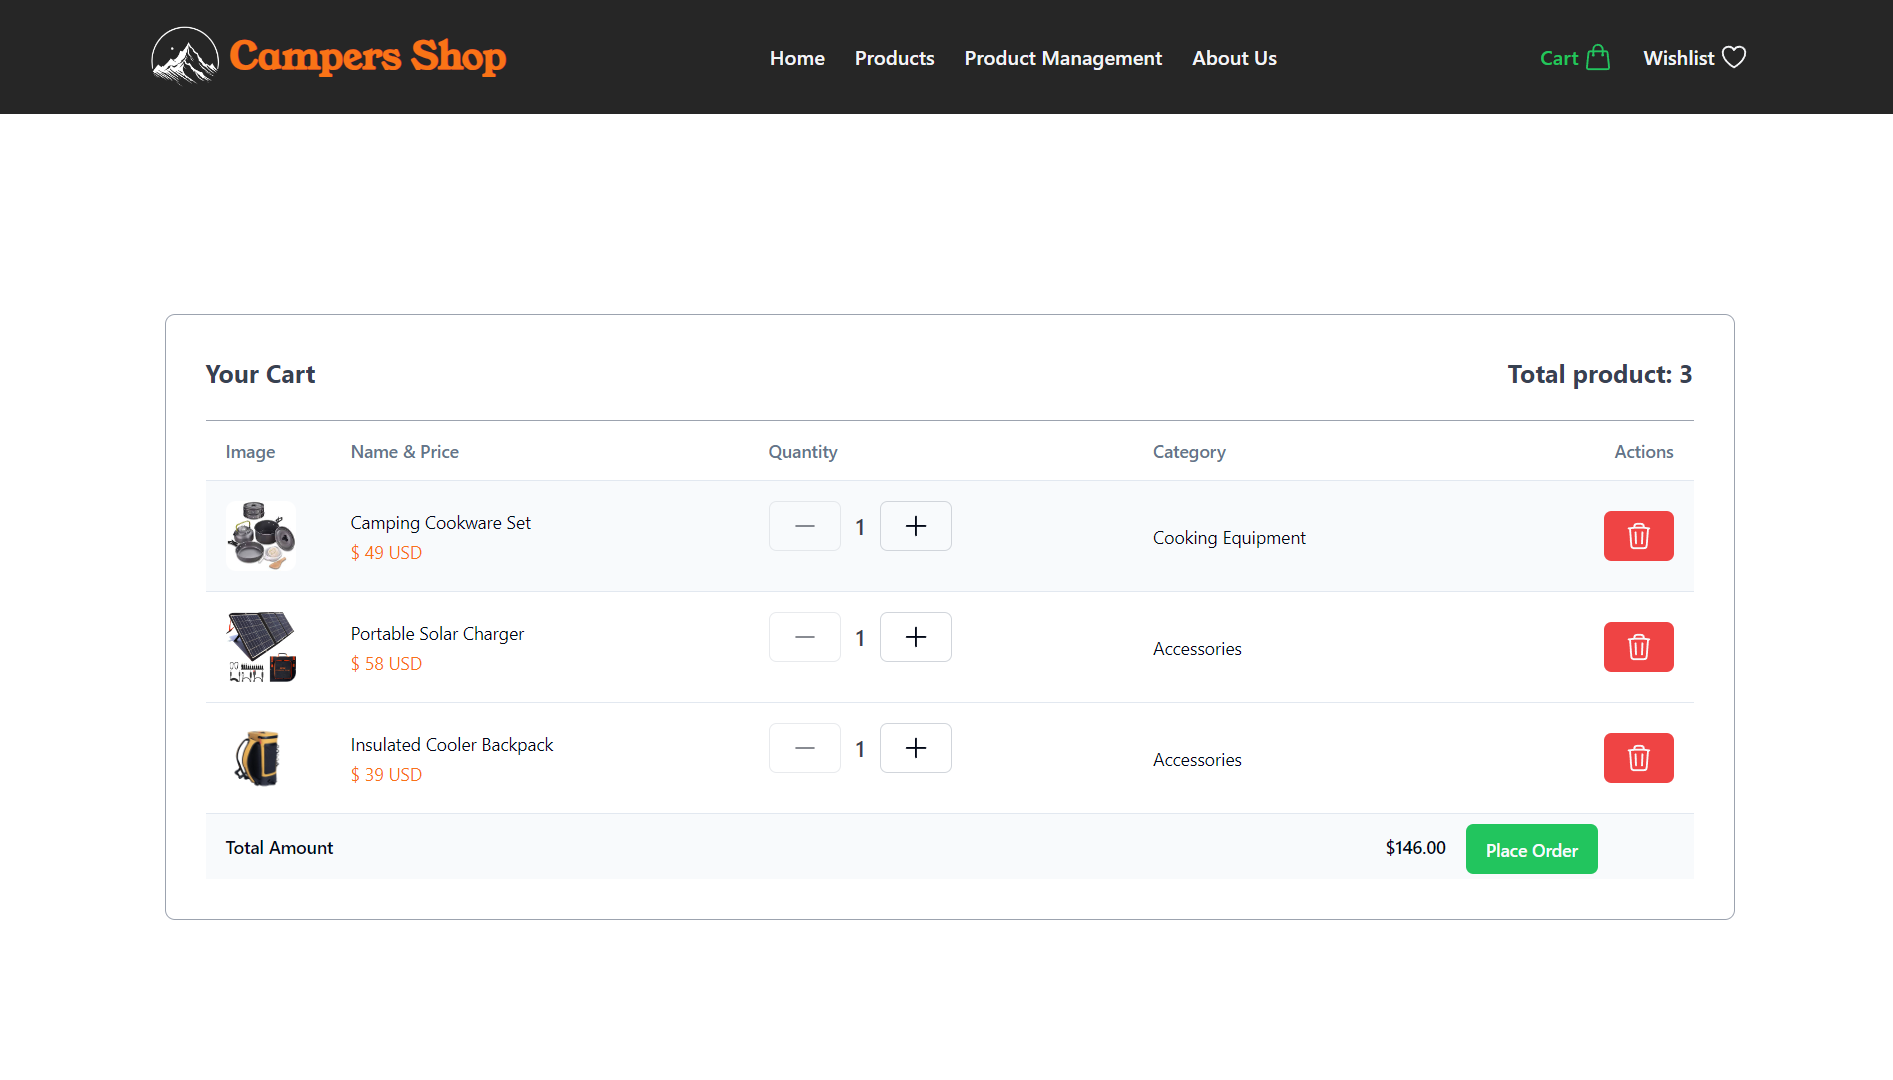 Campers Shop
Home Products Product Management About Us
Cart Wishlist
Your Cart Total product: 3
Image Name & Price Quantity Category Actions
Camping Cookware Set
$ 49 USD
1
Cooking Equipment
Portable Solar Charger
$ 58 USD
1
Accessories
Insulated Cooler Backpack
$ 39 USD
1
Accessories
Total Amount $146.00 Place Order